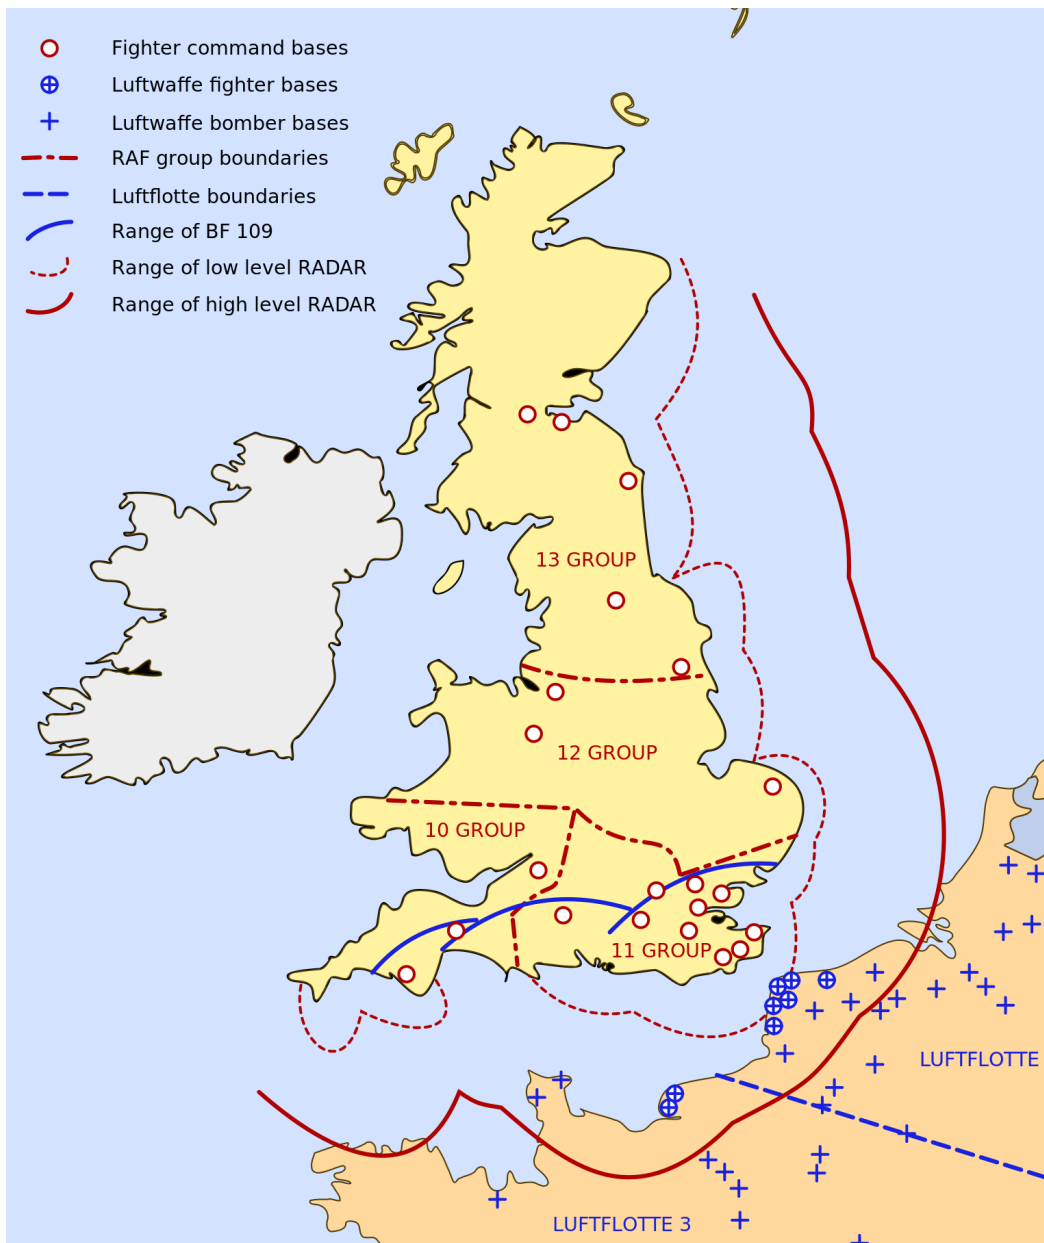 Fighter command bases
Luftwaffe fighter bases
Luftwaffe bomber bases
RAF group boundaries
Luftflotte boundaries
Range of BF 109
Range of low level RADAR
Range of high level RADAR
13 GROUP
12 GROUP
10 GROUP
11 GROUP
LUFTFLOTTE
LUFTFLOTTE 3